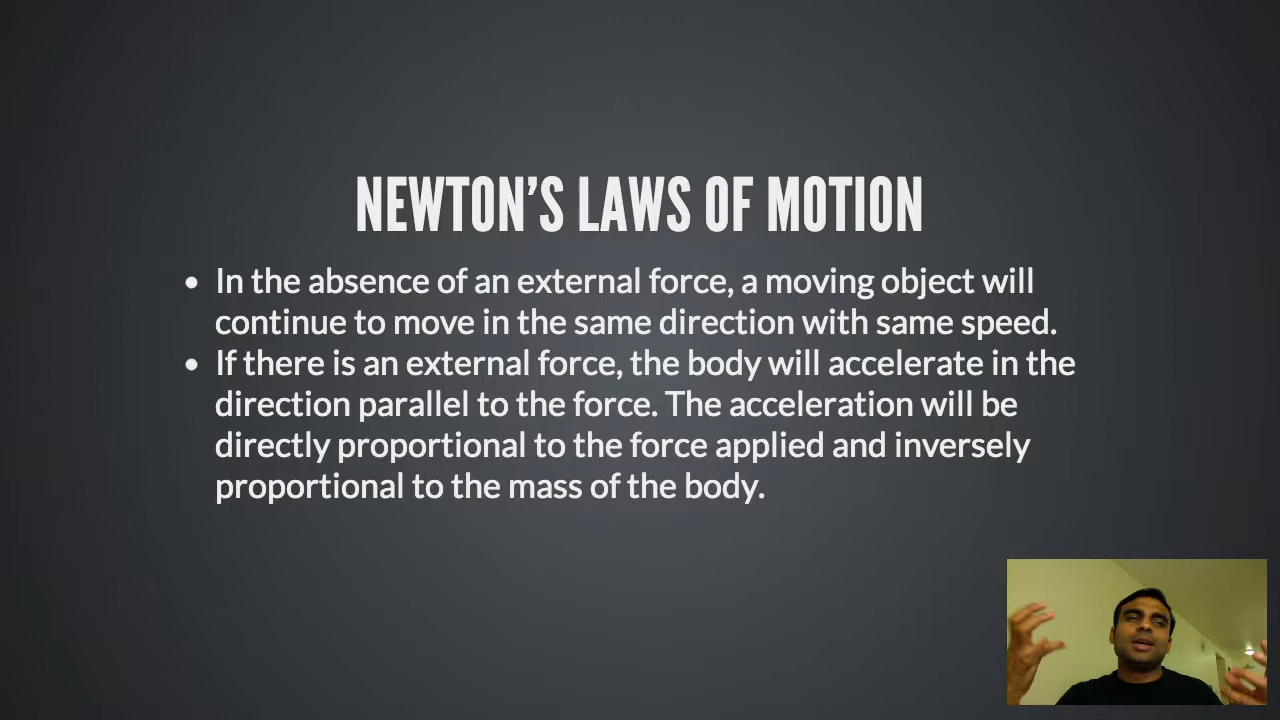 NEWTON’S LAWS OF MOTION
• In the absence of an external force, a moving object will
continue to move in the same direction with same speed.
• If there is an external force, the body will accelerate in the
direction parallel to the force. The acceleration will be
directly proportional to the force applied and inversely
proportional to the mass of the body.